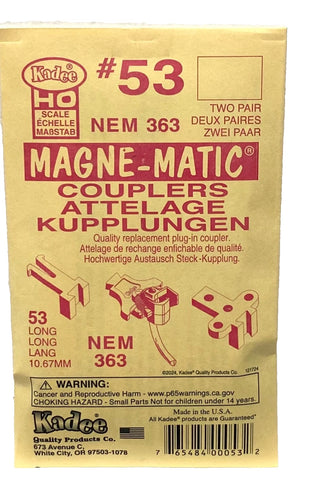 Kadee®
HO
SCALE
ÉCHELLE
MAßSTAB
#53
NEM 363
TWO PAIR
DEUX PAIRES
ZWEI PAAR
MAGNE-MATIC®
COUPLERS
ATTELAGE
KUPPLUNGEN
Quality replacement plug-in coupler.
Attelage de rechange enfichable de qualité.
Hochwertige Austausch Steck-Kupplung.
53
LONG
LONG
LANG
10.67MM
NEM
363
©2024, Kadee® Quality Products Co.
121724
⚠ WARNING:
Cancer and Reproductive Harm - www.p65warnings.ca.gov
CHOKING HAZARD - Small Parts Not for Children under 14 years.
Kadee®
Quality Products Co.
673 Avenue C,
White City, OR 97503-1078
Made in the U.S.A.
All Kadee® products are Guaranteed"
7 65484 00053 2